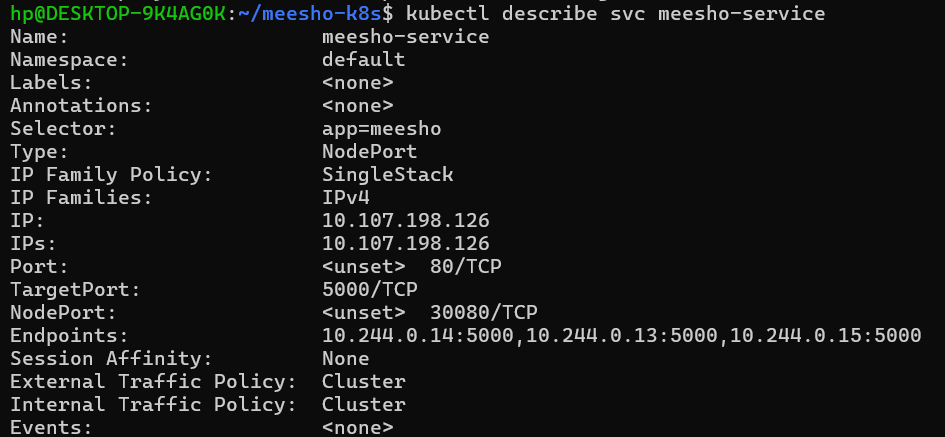 hp@DESKTOP-9K4AG0K:~/meesho-k8s$ kubectl describe svc meesho-service
Name:                     meesho-service
Namespace:                default
Labels:                   <none>
Annotations:              <none>
Selector:                 app=meesho
Type:                     NodePort
IP Family Policy:         SingleStack
IP Families:              IPv4
IP:                       10.107.198.126
IPs:                      10.107.198.126
Port:                     <unset>  80/TCP
TargetPort:               5000/TCP
NodePort:                 <unset>  30080/TCP
Endpoints:                10.244.0.14:5000,10.244.0.13:5000,10.244.0.15:5000
Session Affinity:         None
External Traffic Policy:  Cluster
Internal Traffic Policy:  Cluster
Events:                   <none>